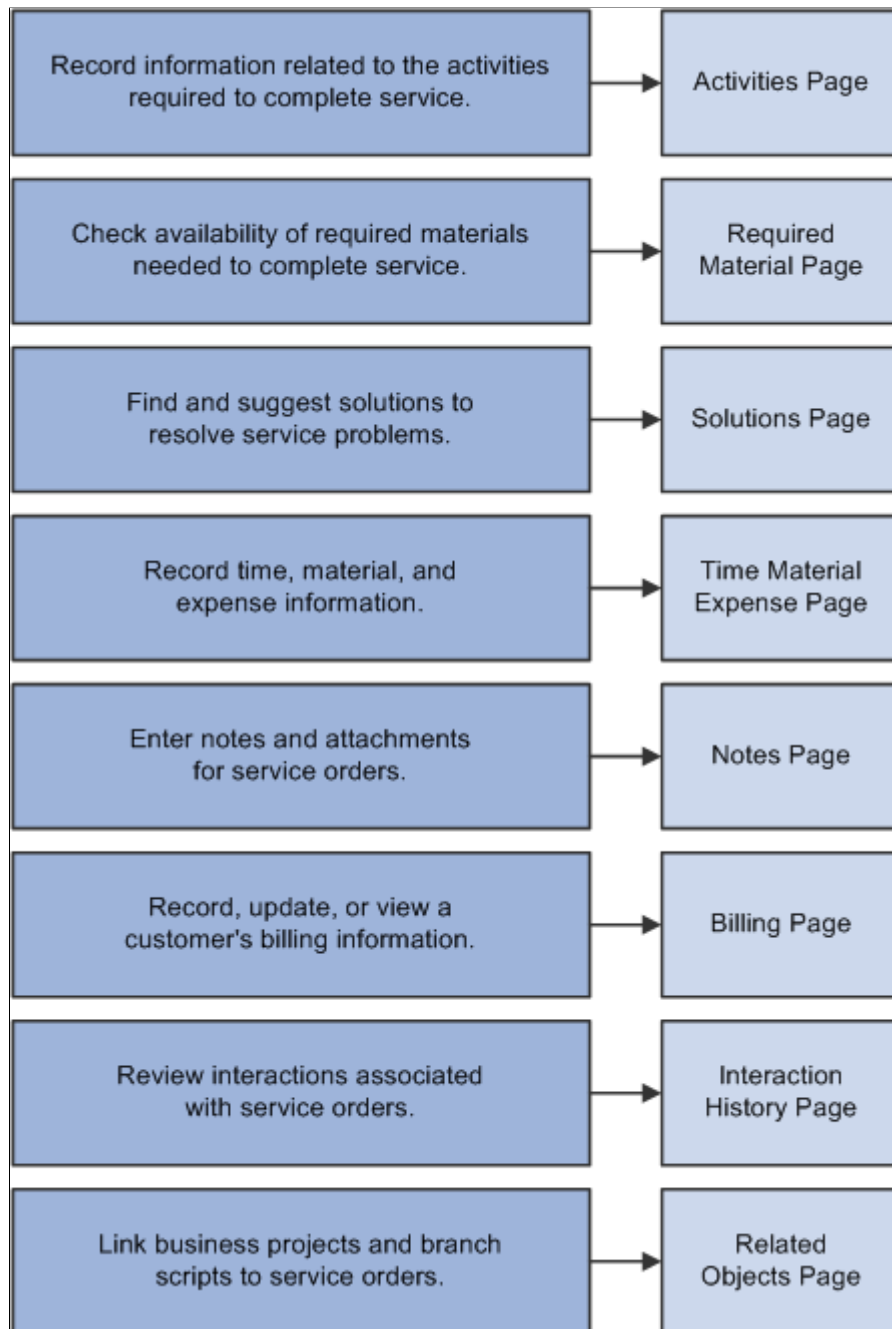 Record information related to the activities
required to complete service.
Activities Page
Check availability of required materials
needed to complete service.
Required
Material Page
Find and suggest solutions to
resolve service problems.
Solutions Page
Record time, material, and
expense information.
Time Material
Expense Page
Enter notes and attachments
for service orders.
Notes Page
Record, update, or view a
customer's billing information.
Billing Page
Review interactions associated
with service orders.
Interaction
History Page
Link business projects and branch
scripts to service orders.
Related
Objects Page